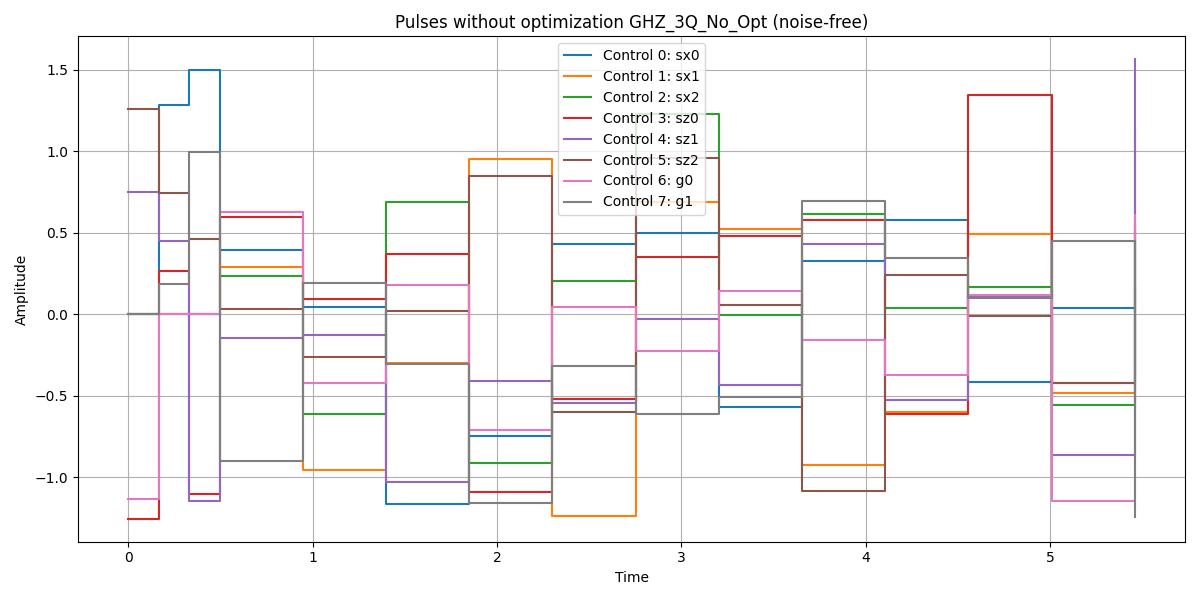 Pulses without optimization GHZ_3Q_No_Opt (noise-free)
Control 0: sx0
Control 1: sx1
Control 2: sx2
Control 3: sz0
Control 4: sz1
Control 5: sz2
Control 6: g0
Control 7: g1
1.5
1.0
0.5
0.0
−0.5
−1.0
Amplitude
0 1 2 3 4 5
Time